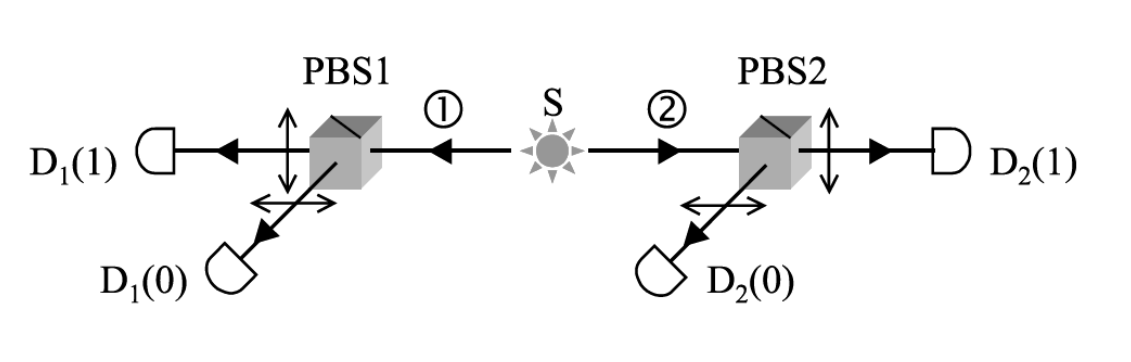 PBS1 PBS2
① S ②
D₁(1) D₂(1)
D₁(0) D₂(0)